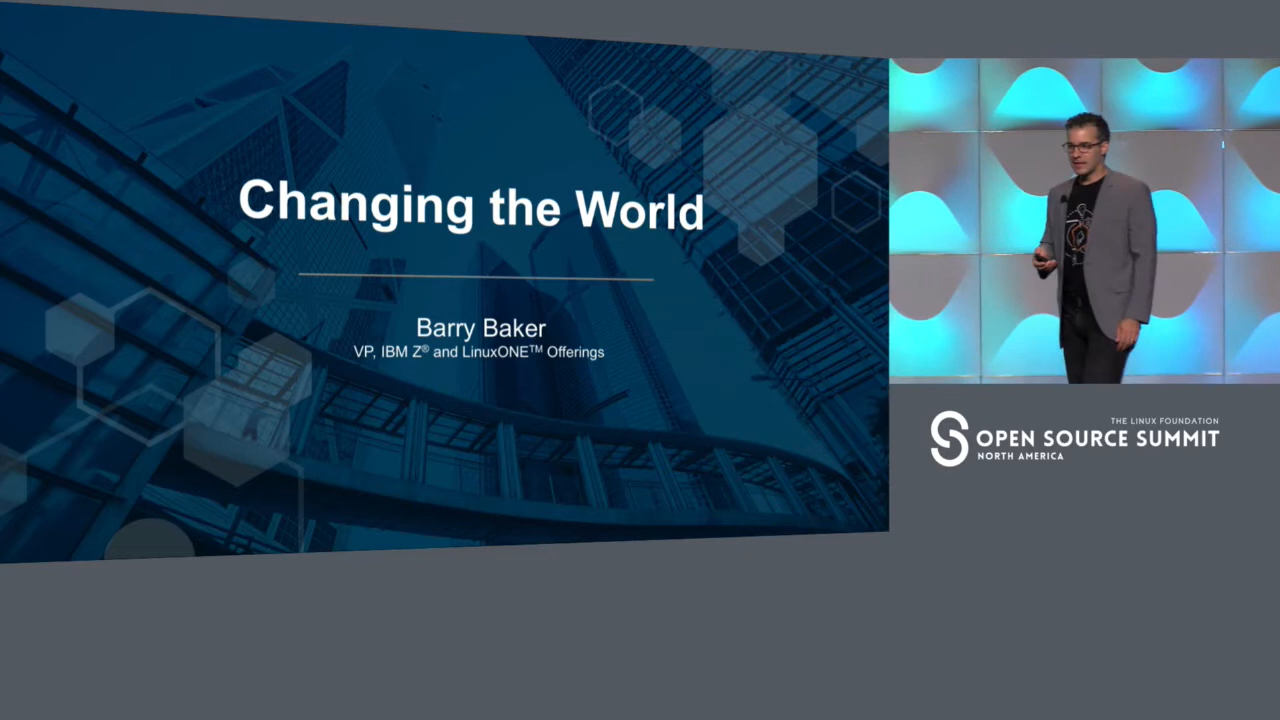 Changing the World
Barry Baker
VP, IBM Z® and LinuxONE™ Offerings
THE LINUX FOUNDATION
OPEN SOURCE SUMMIT
NORTH AMERICA